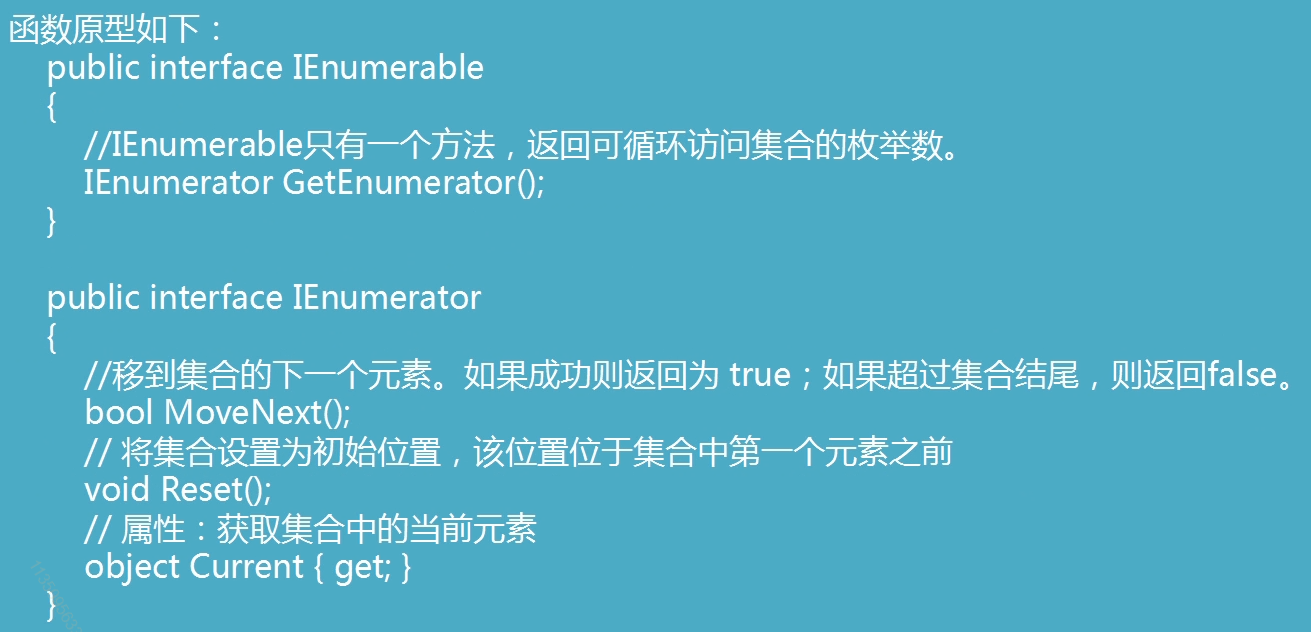 函数原型如下：
public interface IEnumerable
{
//IEnumerable只有一个方法，返回可循环访问集合的枚举数。
IEnumerator GetEnumerator();
}
public interface IEnumerator
{
//移到集合的下一个元素。如果成功则返回为 true；如果超过集合结尾，则返回false。
bool MoveNext();
// 将集合设置为初始位置，该位置位于集合中第一个元素之前
void Reset();
// 属性：获取集合中的当前元素
object Current { get; }
}